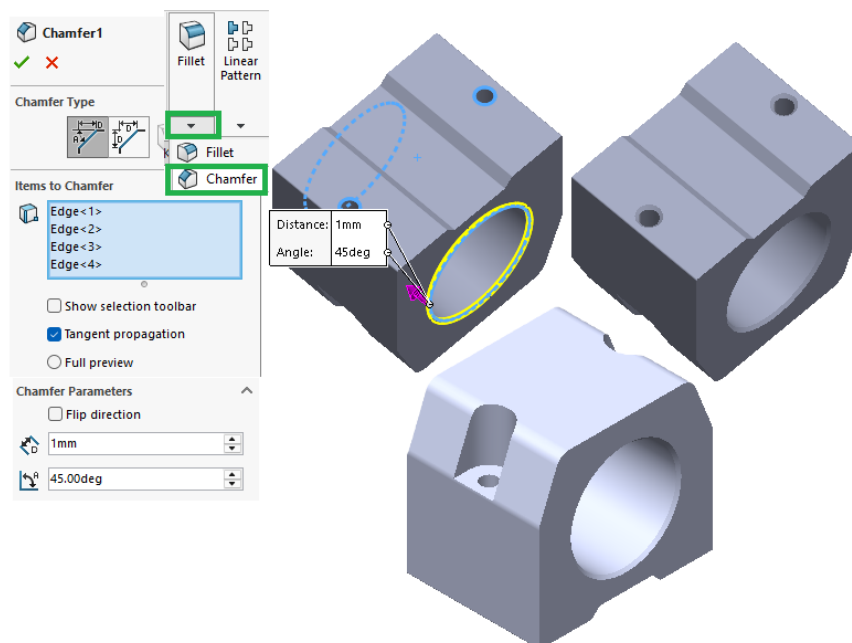 Chamfer1
Fillet
Linear
Pattern
Chamfer Type
Fillet
Chamfer
Items to Chamfer
Edge<1>
Edge<2>
Edge<3>
Edge<4>
Show selection toolbar
Tangent propagation
Full preview
Chamfer Parameters
Flip direction
D
1mm
A
45.00deg
Distance: 1mm
Angle: 45deg